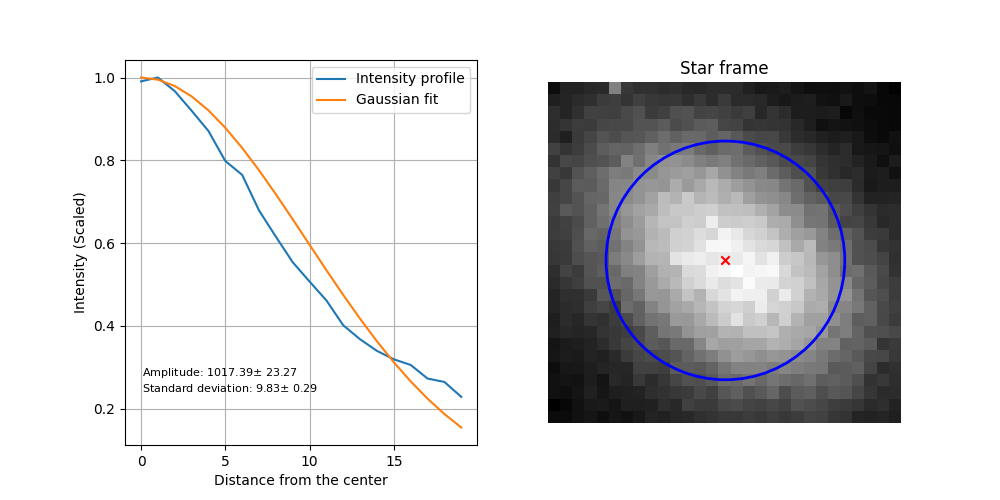 Star frame
Intensity profile
Gaussian fit
1.0
0.8
0.6
0.4
0.2
Intensity (Scaled)
Amplitude: 1017.39± 23.27
Standard deviation: 9.83± 0.29
0 5 10 15
Distance from the center